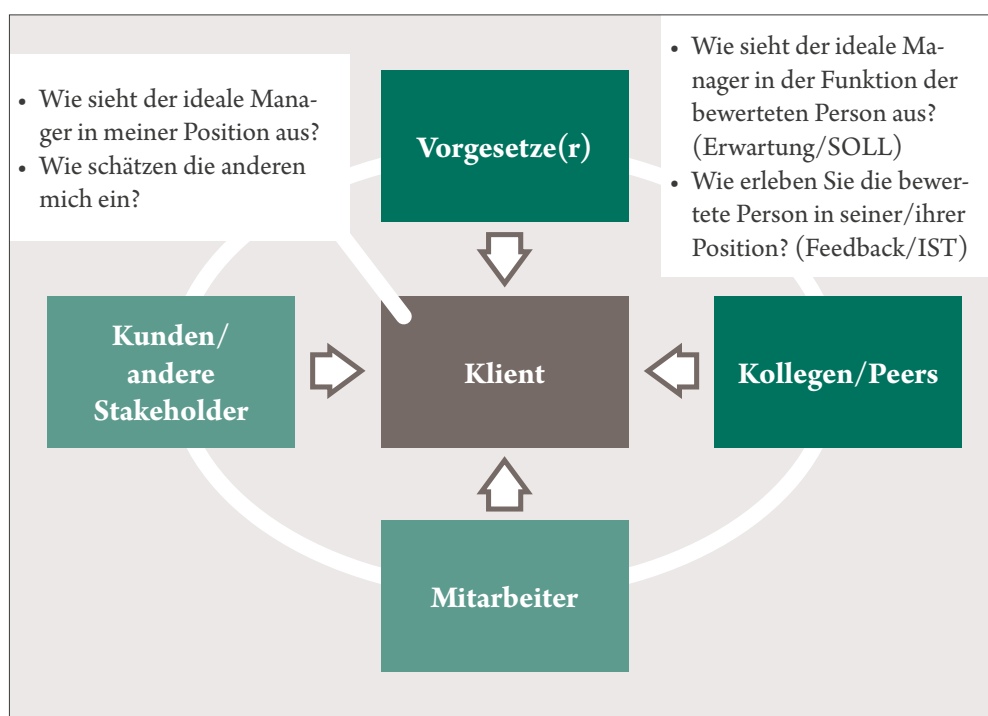 • Wie sieht der ideale Mana-
ger in meiner Position aus?
• Wie schätzen die anderen
mich ein?
Vorgesetze(r)
• Wie sieht der ideale Ma-
nager in der Funktion der
bewerteten Person aus?
(Erwartung/SOLL)
• Wie erleben Sie die bewer-
tete Person in seiner/ihrer
Position? (Feedback/IST)
Kunden/
andere
Stakeholder
Klient
Kollegen/Peers
Mitarbeiter